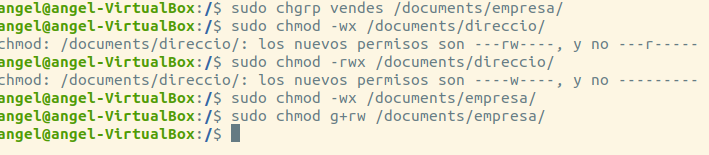 angel@angel-VirtualBox:/$ sudo chgrp vendes /documents/empresa/
angel@angel-VirtualBox:/$ sudo chmod -wx /documents/direccio/
chmod: /documents/direccio/: los nuevos permisos son ---rw----, y no ---r-----
angel@angel-VirtualBox:/$ sudo chmod -rwx /documents/direccio/
chmod: /documents/direccio/: los nuevos permisos son ----w----, y no ---------
angel@angel-VirtualBox:/$ sudo chmod -wx /documents/empresa/
angel@angel-VirtualBox:/$ sudo chmod g+rw /documents/empresa/
angel@angel-VirtualBox:/$